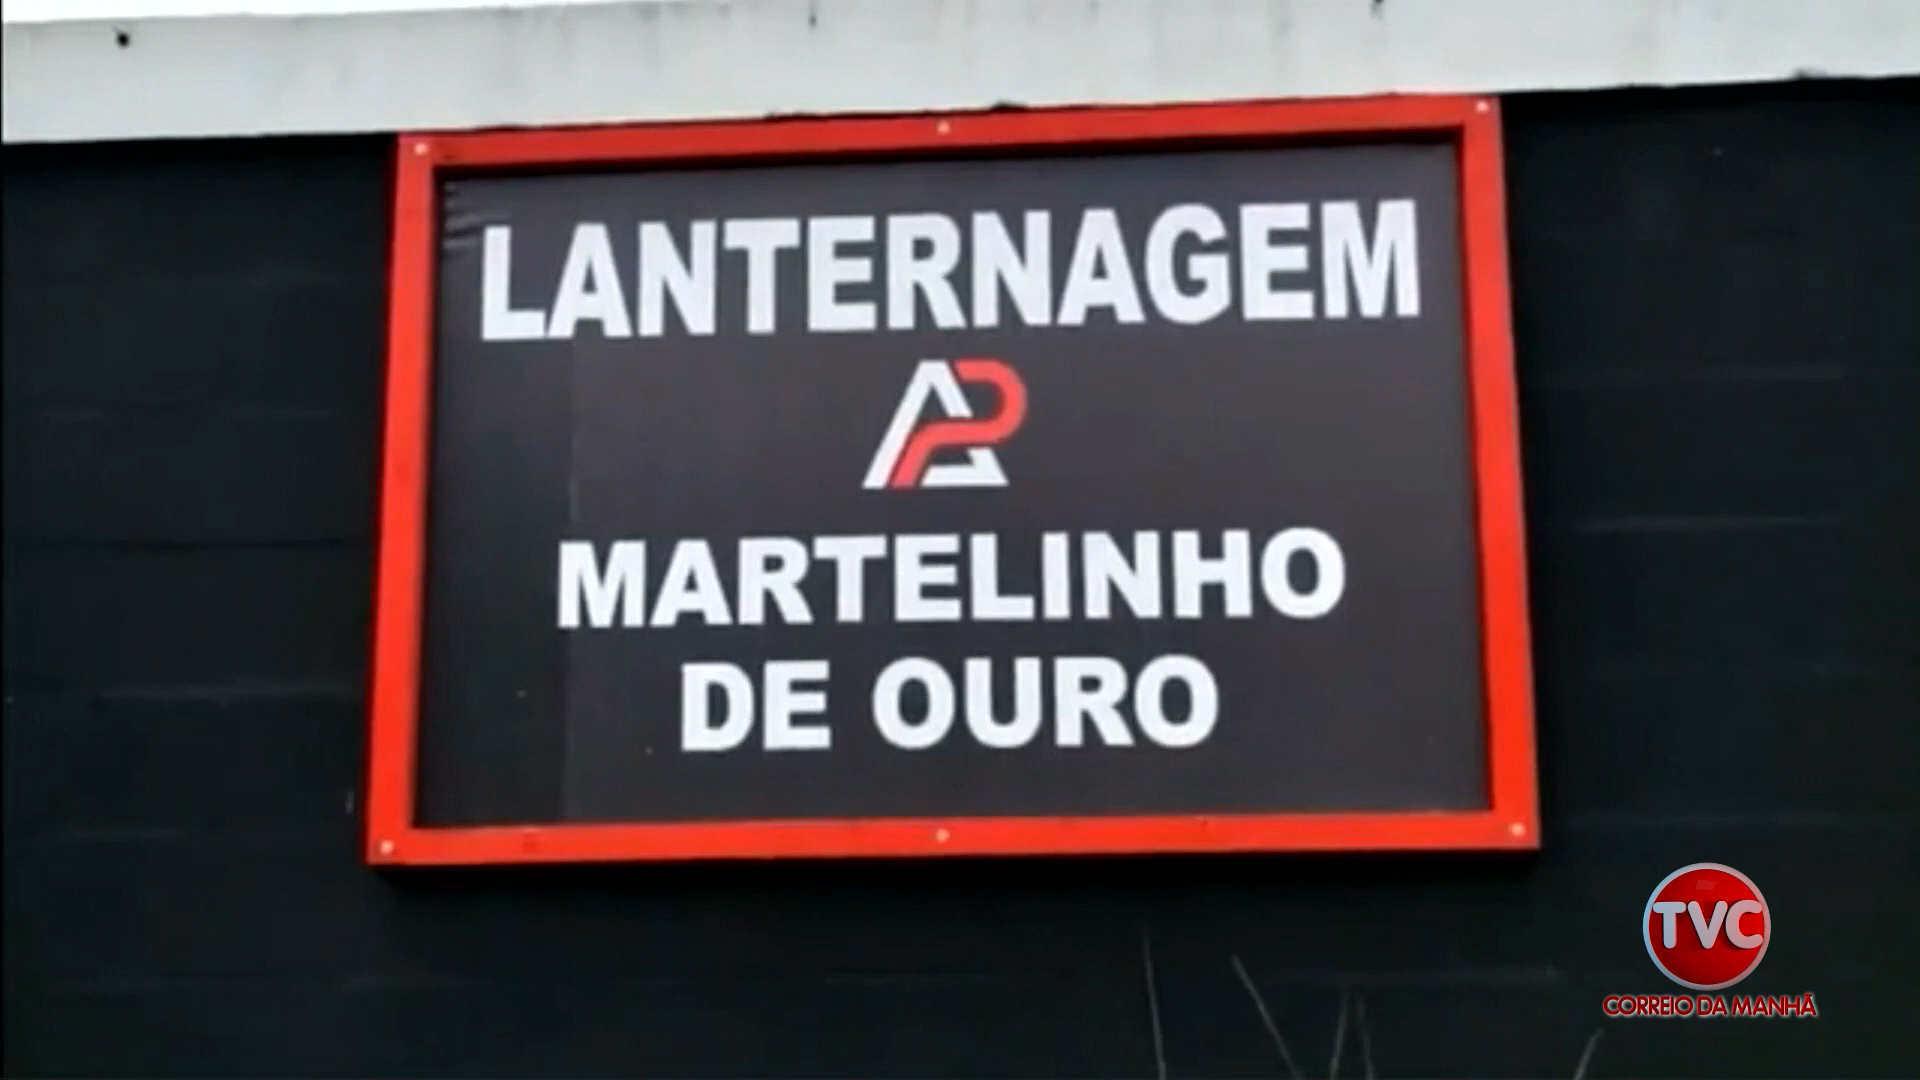 LANTERNAGEM
AP
MARTELINHO
DE OURO
TVC
CORREIO DA MANHÃ